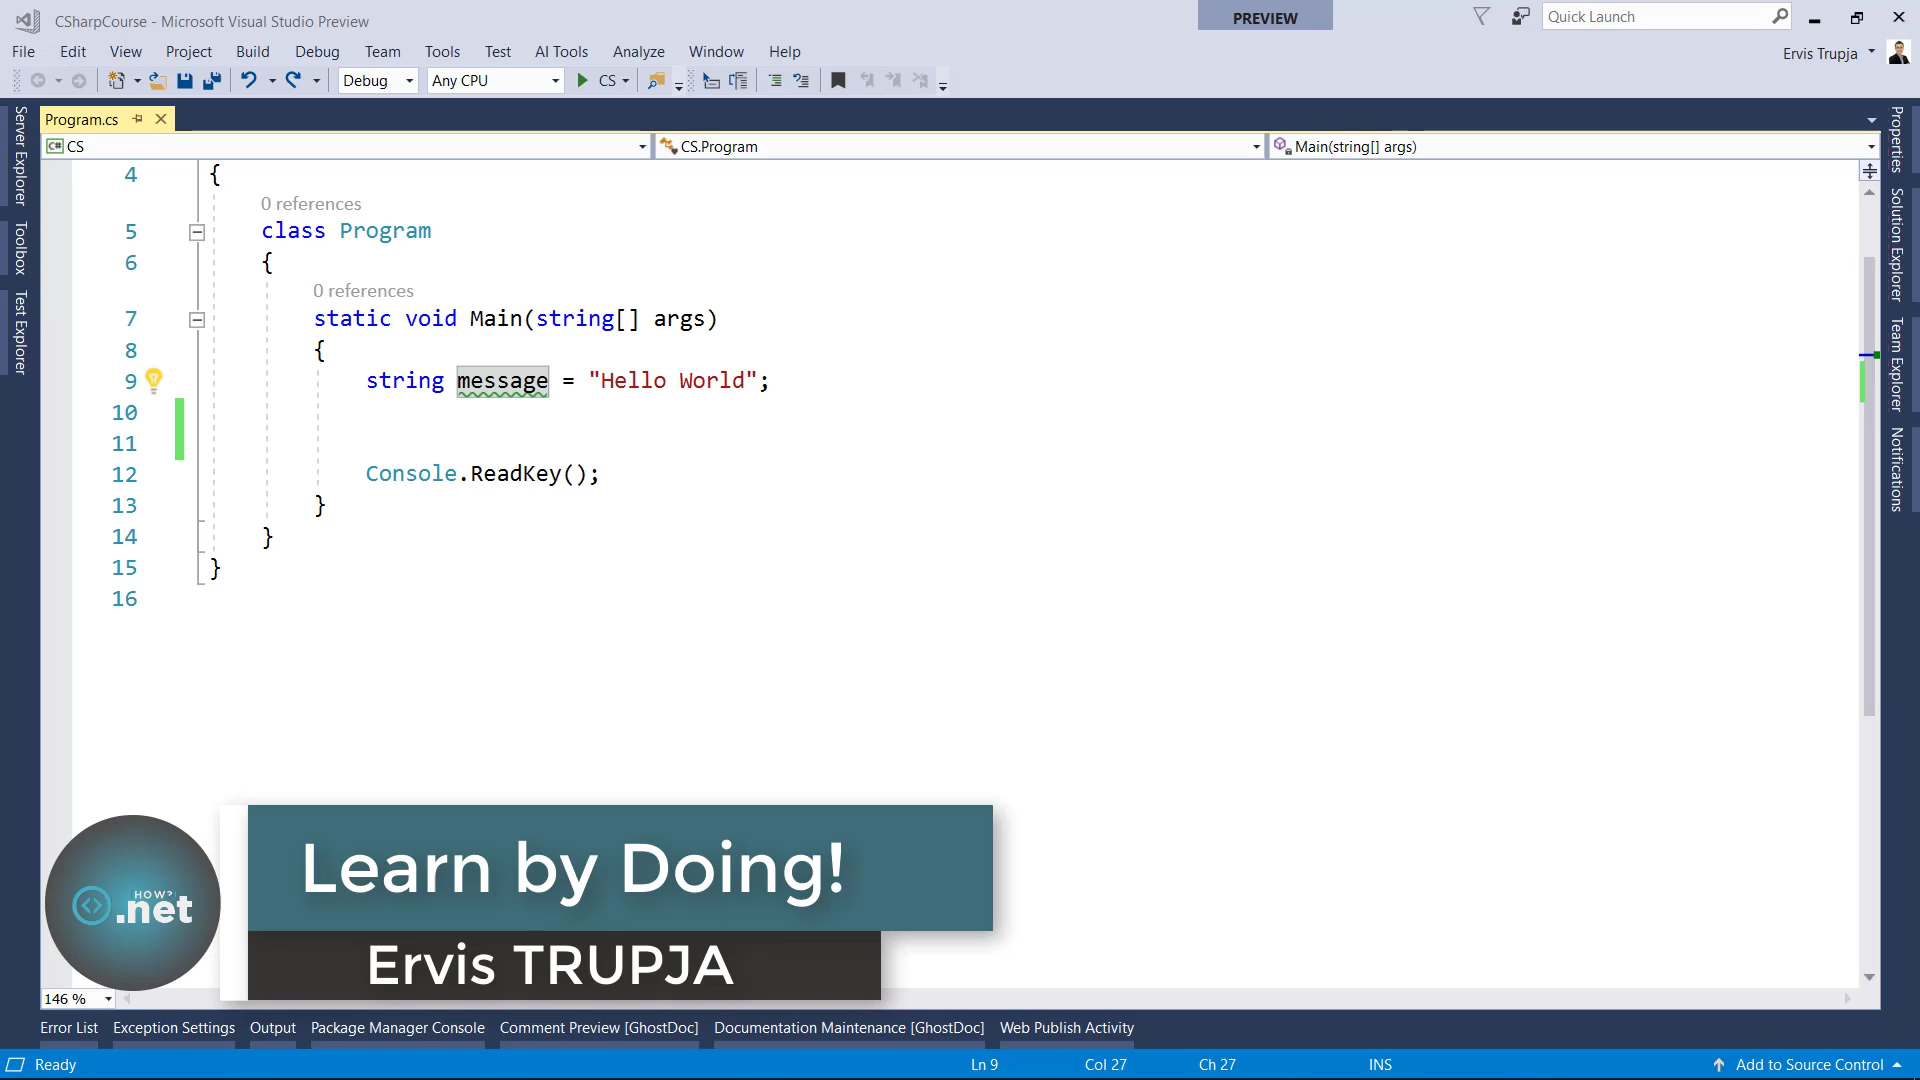 CSharpCourse - Microsoft Visual Studio Preview
PREVIEW
Quick Launch
File Edit View Project Build Debug Team Tools Test AI Tools Analyze Window Help
Ervis Trupja
Debug Any CPU CS
Server Explorer
Toolbox
Test Explorer
Program.cs
C# CS CS.Program Main(string[] args)
4 {
0 references
5 class Program
6 {
0 references
7 static void Main(string[] args)
8 {
9 string message = "Hello World";
10
11
12 Console.ReadKey();
13 }
14 }
15 }
16
Properties
Solution Explorer
Team Explorer
Notifications
HOW?
<> .net
Learn by Doing!
Ervis TRUPJA
146 %
Error List Exception Settings Output Package Manager Console Comment Preview [GhostDoc] Documentation Maintenance [GhostDoc] Web Publish Activity
Ready Ln 9 Col 27 Ch 27 INS Add to Source Control